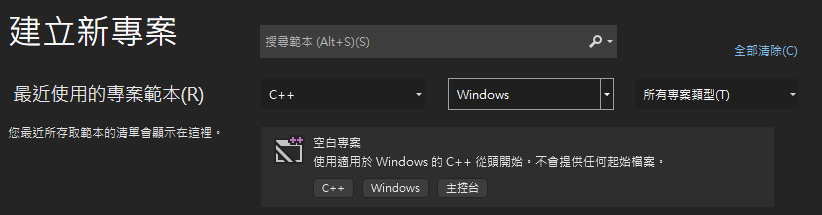 建立新專案
搜尋範本 (Alt+S)(S)
全部清除(C)
最近使用的專案範本(R)
C++
Windows
所有專案類型(T)
您最近所存取範本的清單會顯示在這裡。
空白專案
使用適用於 Windows 的 C++ 從頭開始。不會提供任何起始檔案。
C++
Windows
主控台